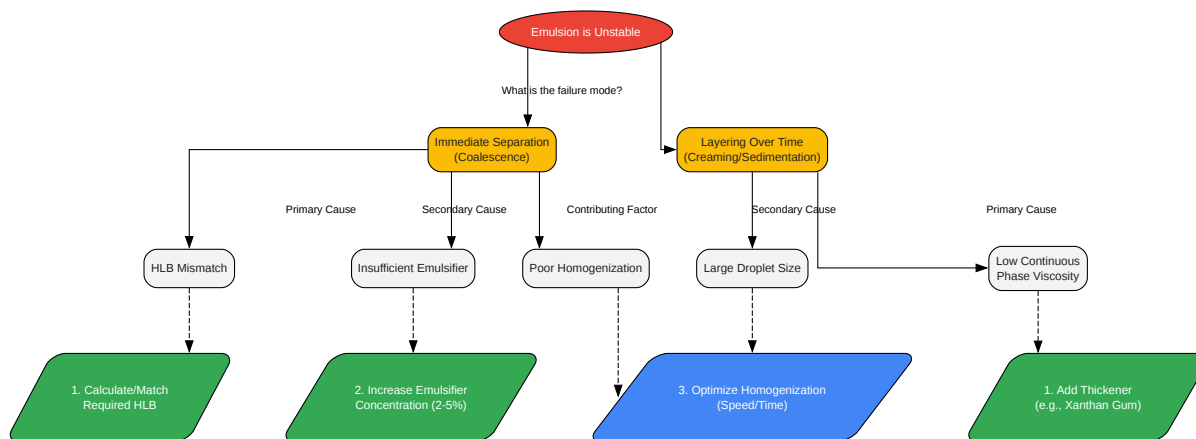 Emulsion is Unstable
What is the failure mode?
Immediate Separation
(Coalescence)
Layering Over Time
(Creaming/Sedimentation)
Primary Cause
Secondary Cause
Contributing Factor
Secondary Cause
Primary Cause
HLB Mismatch
Insufficient Emulsifier
Poor Homogenization
Large Droplet Size
Low Continuous
Phase Viscosity
1. Calculate/Match
Required HLB
2. Increase Emulsifier
Concentration (2-5%)
3. Optimize Homogenization
(Speed/Time)
1. Add Thickener
(e.g., Xanthan Gum)